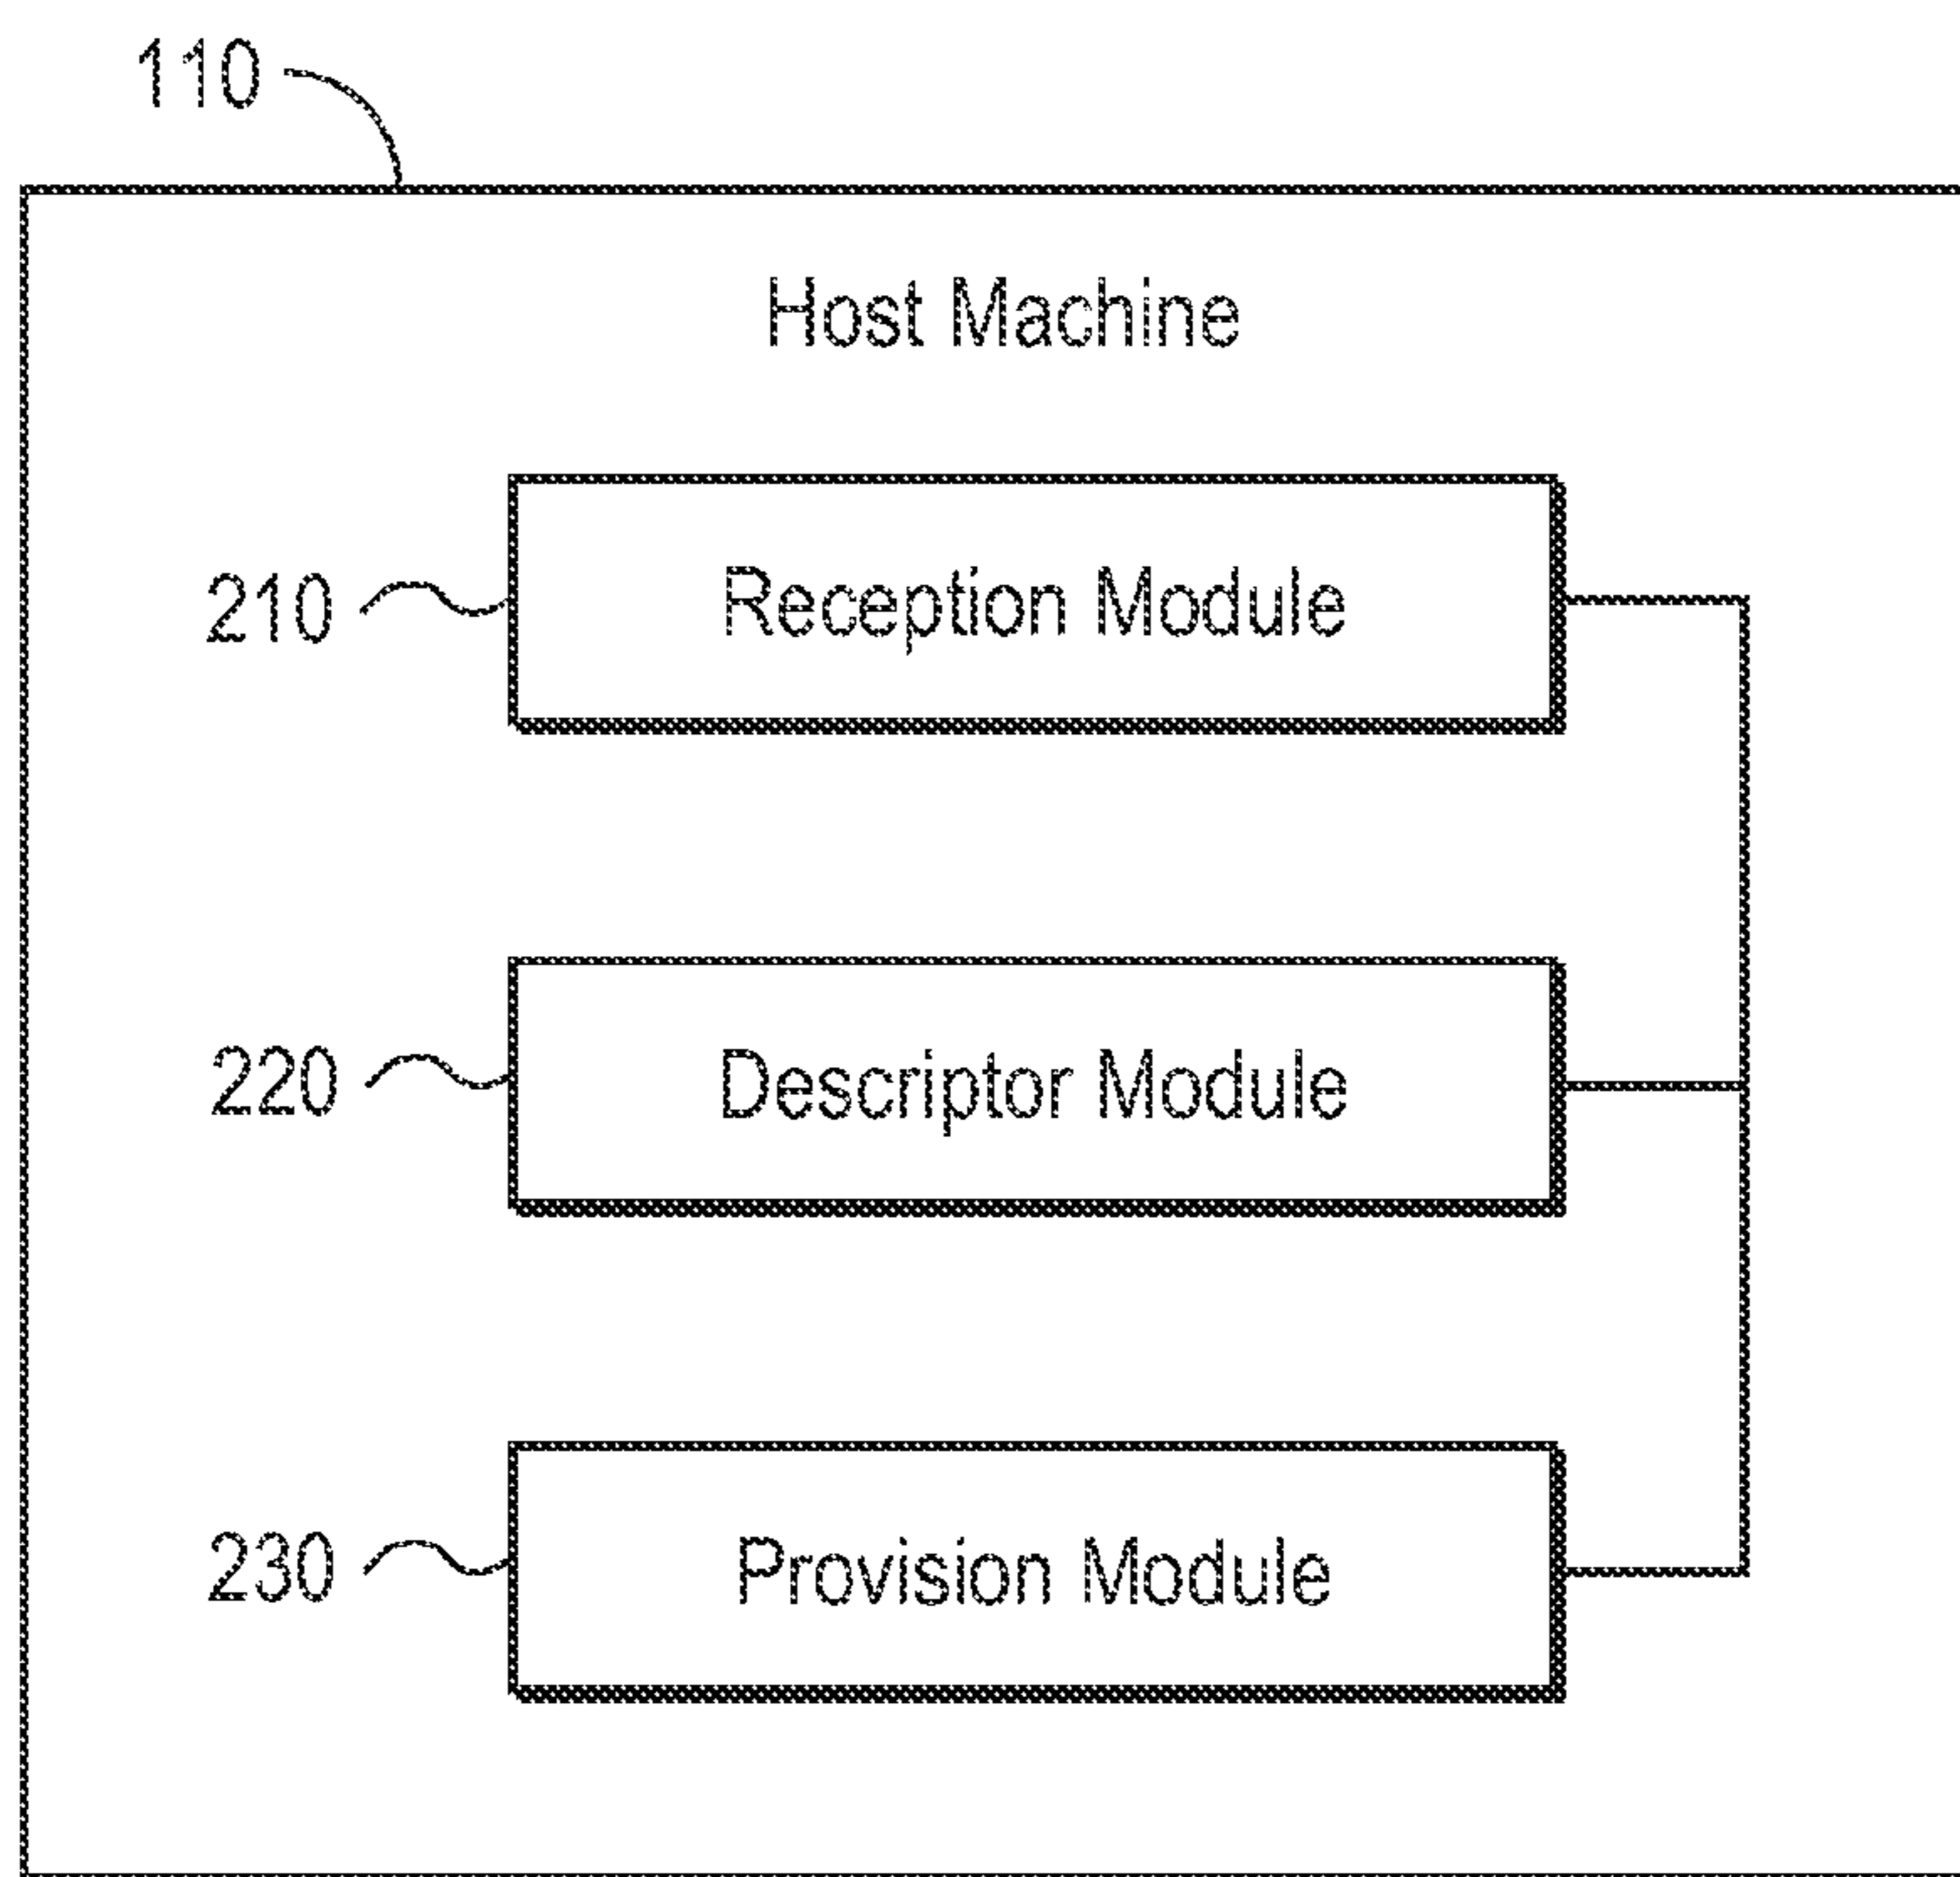 110
Host Machine
210
Reception Module
220
Descriptor Module
230
Provision Module